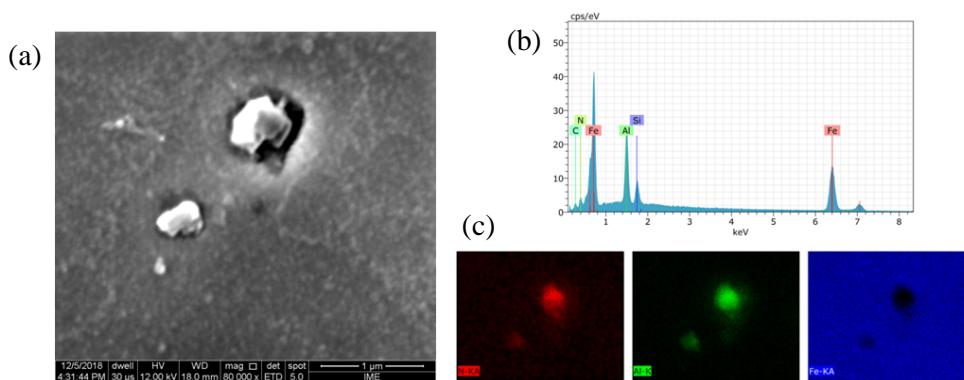 (a)
12/5/2018 dwell HV WD mag □ det spot
4:31:44 PM 30 µs 12.00 kV 18.0 mm 80 000 x ETD 5.0
1 µm
IME
(b)
cps/eV
50
40
30
20
10
0
C N Fe Al Si Fe
1 2 3 4 5 6 7 8
keV
(c)
N-KA
Al-K
Fe-KA